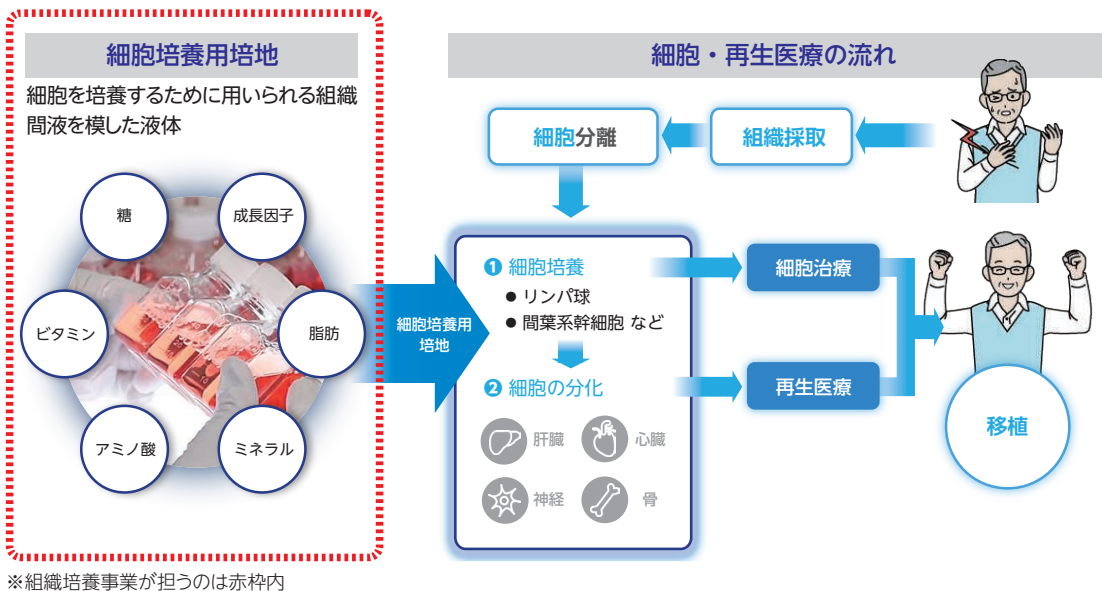 細胞培養用培地
細胞を培養するために用いられる組織
間液を模した液体
糖
成長因子
ビタミン
脂肪
アミノ酸
ミネラル
細胞培養用
培地
細胞・再生医療の流れ
組織採取
細胞分離
❶ 細胞培養
● リンパ球
● 間葉系幹細胞 など
❷ 細胞の分化
肝臓
心臓
神経
骨
細胞治療
再生医療
移植
※組織培養事業が担うのは赤枠内